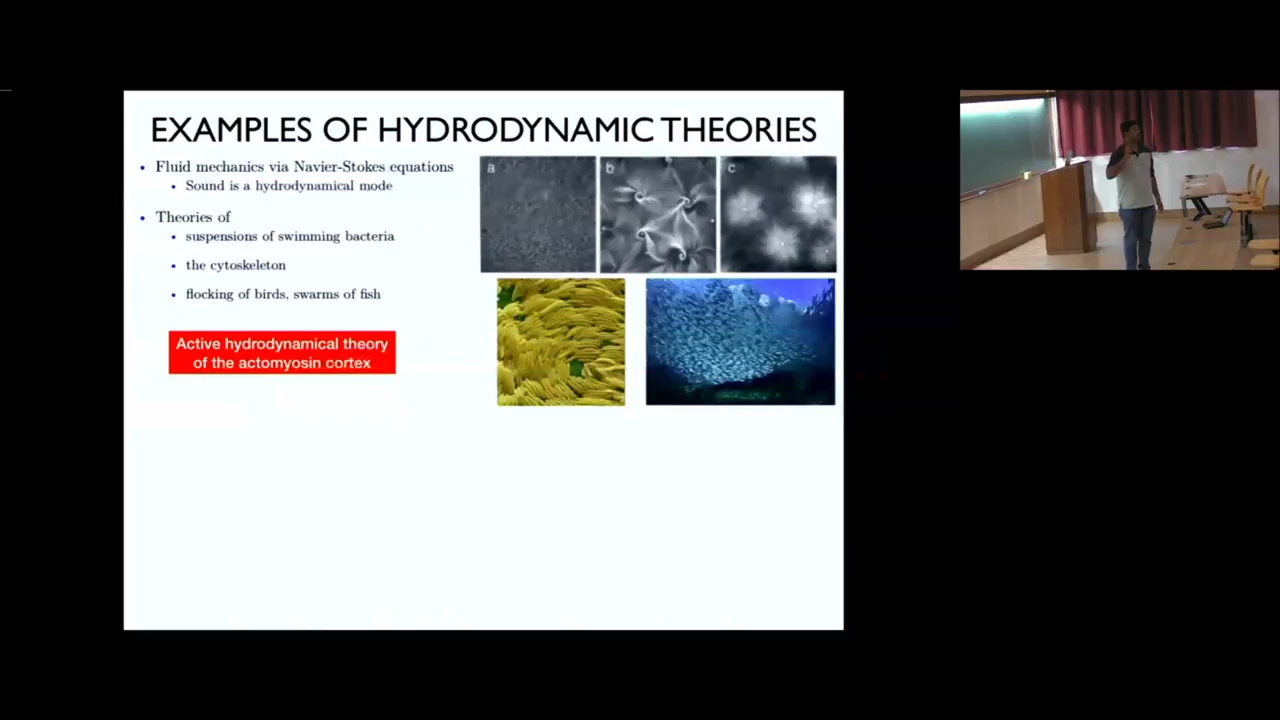 EXAMPLES OF HYDRODYNAMIC THEORIES
• Fluid mechanics via Navier-Stokes equations
• Sound is a hydrodynamical mode
• Theories of
• suspensions of swimming bacteria
• the cytoskeleton
• flocking of birds, swarms of fish
Active hydrodynamical theory
of the actomyosin cortex
a
b
c